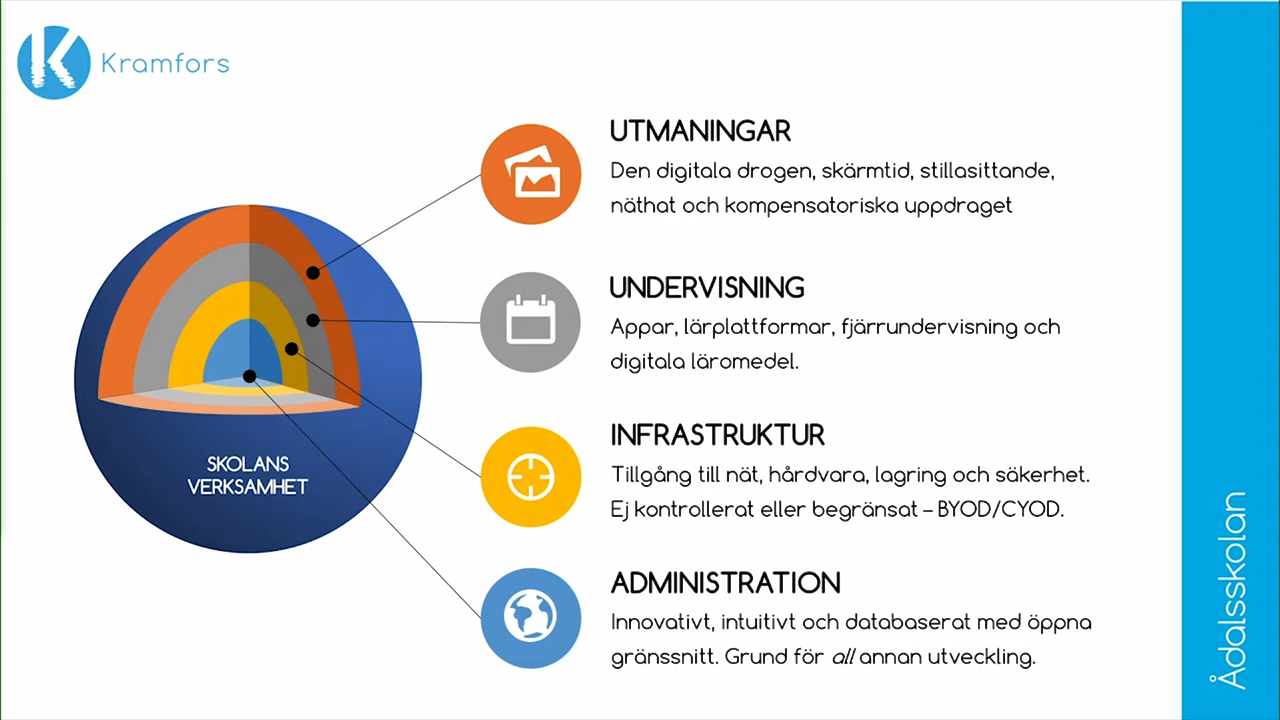 Kramfors
UTMANINGAR
Den digitala drogen, skärmtid, stillasittande,
näthat och kompensatoriska uppdraget
UNDERVISNING
Appar, lärplattformar, fjärrundervisning och
digitala läromedel.
INFRASTRUKTUR
Tillgång till nät, hårdvara, lagring och säkerhet.
Ej kontrollerat eller begränsat – BYOD/CYOD.
ADMINISTRATION
Innovativt, intuitivt och databaserat med öppna
gränssnitt. Grund för all annan utveckling.
SKOLANS
VERKSAMHET
Ådalsskolan